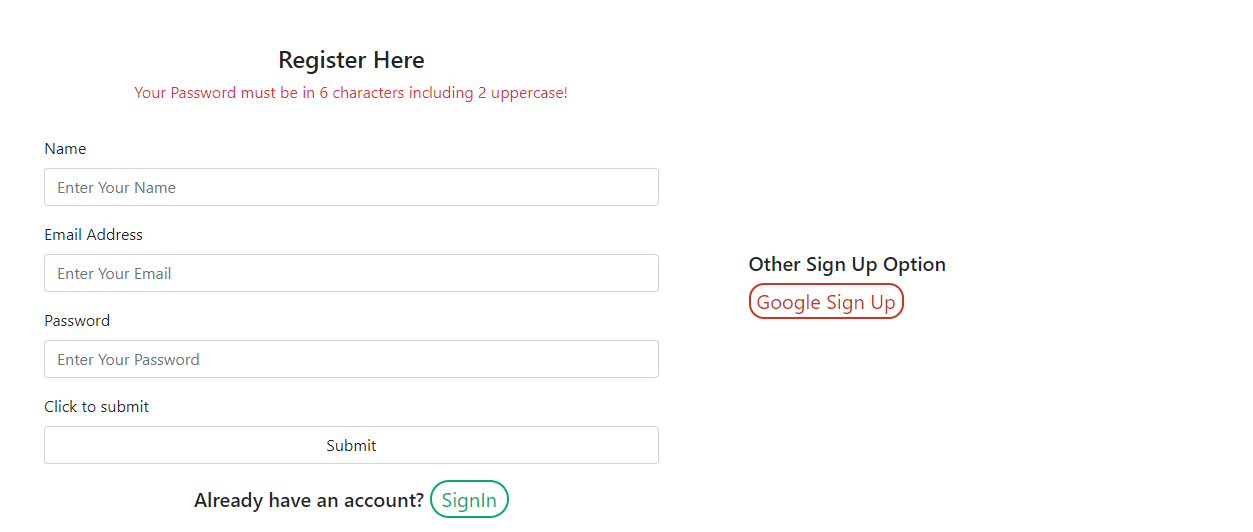 Register Here
Your Password must be in 6 characters including 2 uppercase!
Name
Enter Your Name
Email Address
Enter Your Email
Password
Enter Your Password
Click to submit
Submit
Already have an account? SignIn
Other Sign Up Option
Google Sign Up